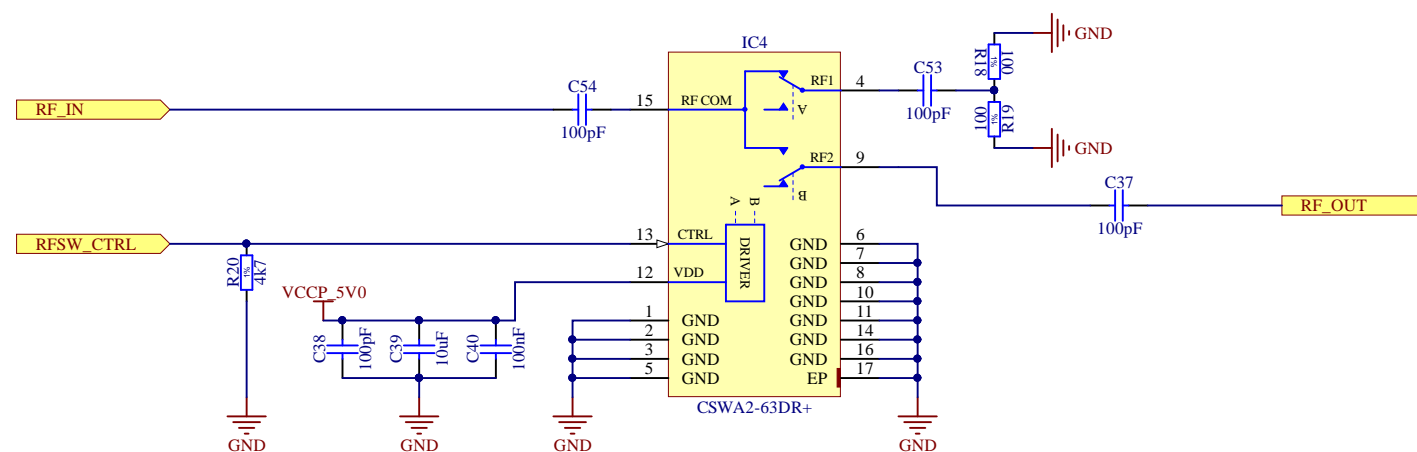 IC4
GND
R18
1%
100
C54
C53
RF1
4
RF_IN
15
RF COM
100pF
100pF
A
100
1%
R19
GND
RF2
9
C37
B
RF_OUT
100pF
A
B
RFSW_CTRL
13
CTRL
DRIVER
GND
6
R20
1%
4k7
GND
7
12
VDD
GND
8
VCCP_5V0
GND
10
1
GND
GND
11
C38
100pF
C39
10uF
C40
100nF
2
GND
GND
14
3
GND
GND
16
5
GND
EP
17
CSWA2-63DR+
GND
GND
GND
GND